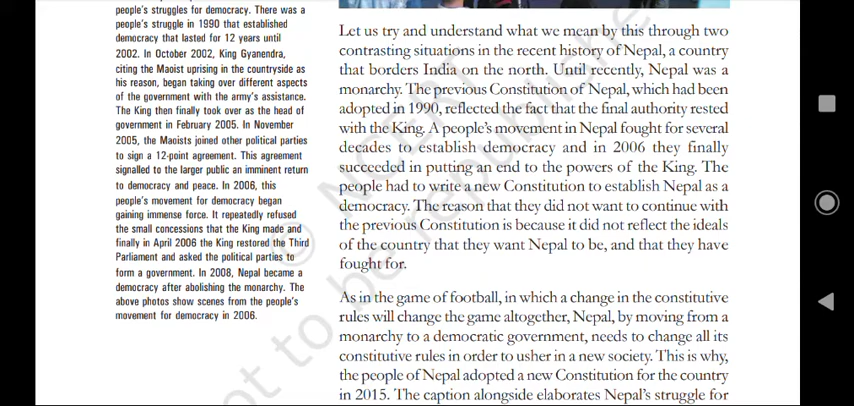 people's struggles for democracy. There was a
people's struggle in 1990 that established
democracy that lasted for 12 years until
2002. In October 2002, King Gyanendra,
citing the Maoist uprising in the countryside as
his reason, began taking over different aspects
of the government with the army's assistance.
The King then finally took over as the head of
government in February 2005. In November
2005, the Maoists joined other political parties
to sign a 12-point agreement. This agreement
signalled to the larger public an imminent return
to democracy and peace. In 2006, this
people's movement for democracy began
gaining immense force. It repeatedly refused
the small concessions that the King made and
finally in April 2006 the King restored the Third
Parliament and asked the political parties to
form a government. In 2008, Nepal became a
democracy after abolishing the monarchy. The
above photos show scenes from the people's
movement for democracy in 2006.
Let us try and understand what we mean by this through two
contrasting situations in the recent history of Nepal, a country
that borders India on the north. Until recently, Nepal was a
monarchy. The previous Constitution of Nepal, which had been
adopted in 1990, reflected the fact that the final authority rested
with the King. A people's movement in Nepal fought for several
decades to establish democracy and in 2006 they finally
succeeded in putting an end to the powers of the King. The
people had to write a new Constitution to establish Nepal as a
democracy. The reason that they did not want to continue with
the previous Constitution is because it did not reflect the ideals
of the country that they want Nepal to be, and that they have
fought for.
As in the game of football, in which a change in the constitutive
rules will change the game altogether, Nepal, by moving from a
monarchy to a democratic government, needs to change all its
constitutive rules in order to usher in a new society. This is why,
the people of Nepal adopted a new Constitution for the country
in 2015. The caption alongside elaborates Nepal's struggle for
© NCERT
not to be republished